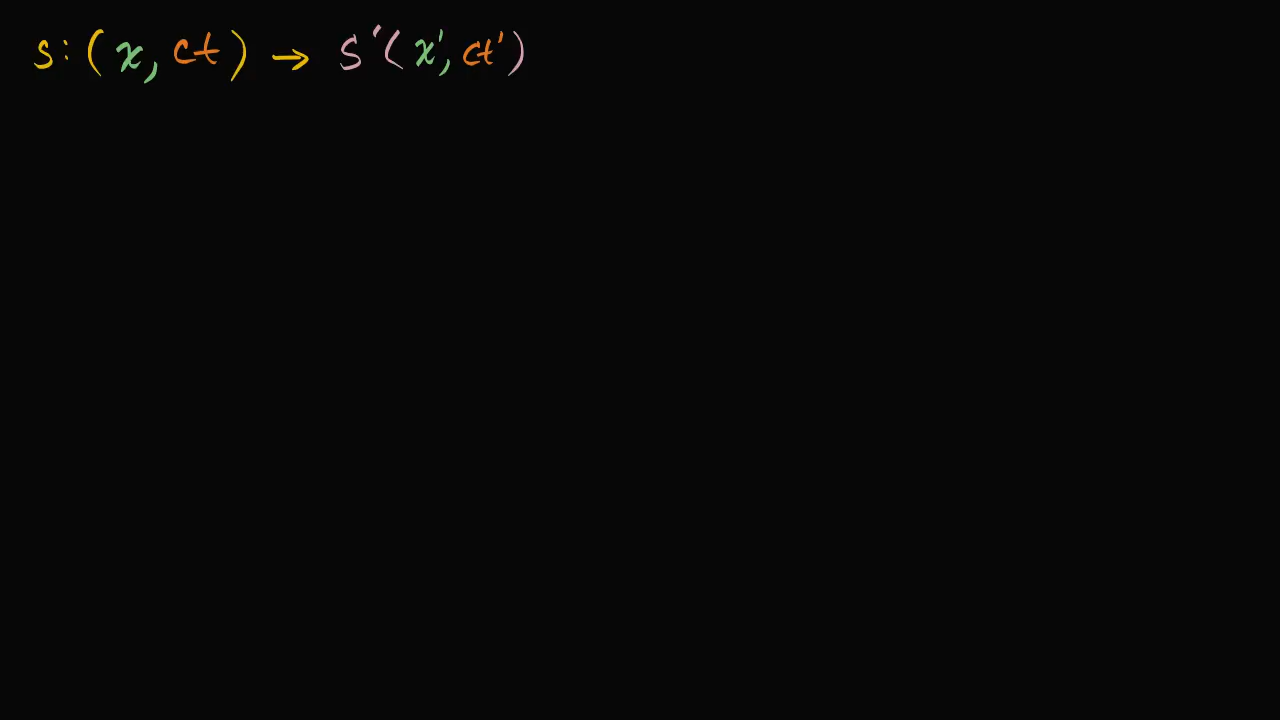 S: (x, ct) → S'(x', ct')